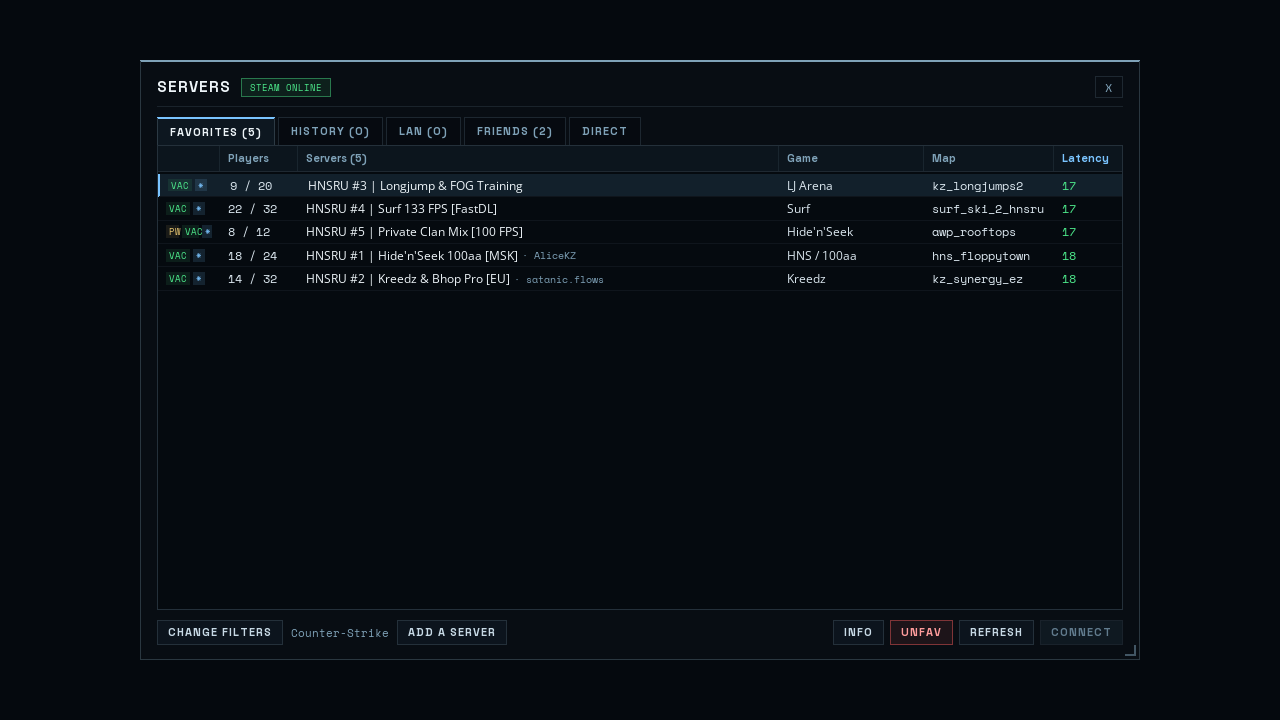 SERVERS STEAM ONLINE X
FAVORITES (5) HISTORY (0) LAN (0) FRIENDS (2) DIRECT
Players Servers (5) Game Map Latency
VAC 9 / 20 HNSRU #3 | Longjump & FOG Training LJ Arena kz_longjumps2 17
VAC 22 / 32 HNSRU #4 | Surf 133 FPS [FastDL] Surf surf_ski_2_hnsru 17
PW VAC 8 / 12 HNSRU #5 | Private Clan Mix [100 FPS] Hide'n'Seek awp_rooftops 17
VAC 18 / 24 HNSRU #1 | Hide'n'Seek 100aa [MSK] · AliceKZ HNS / 100aa hns_floppytown 18
VAC 14 / 32 HNSRU #2 | Kreedz & Bhop Pro [EU] · satanic.flows Kreedz kz_synergy_ez 18
CHANGE FILTERS Counter-Strike ADD A SERVER INFO UNFAV REFRESH CONNECT